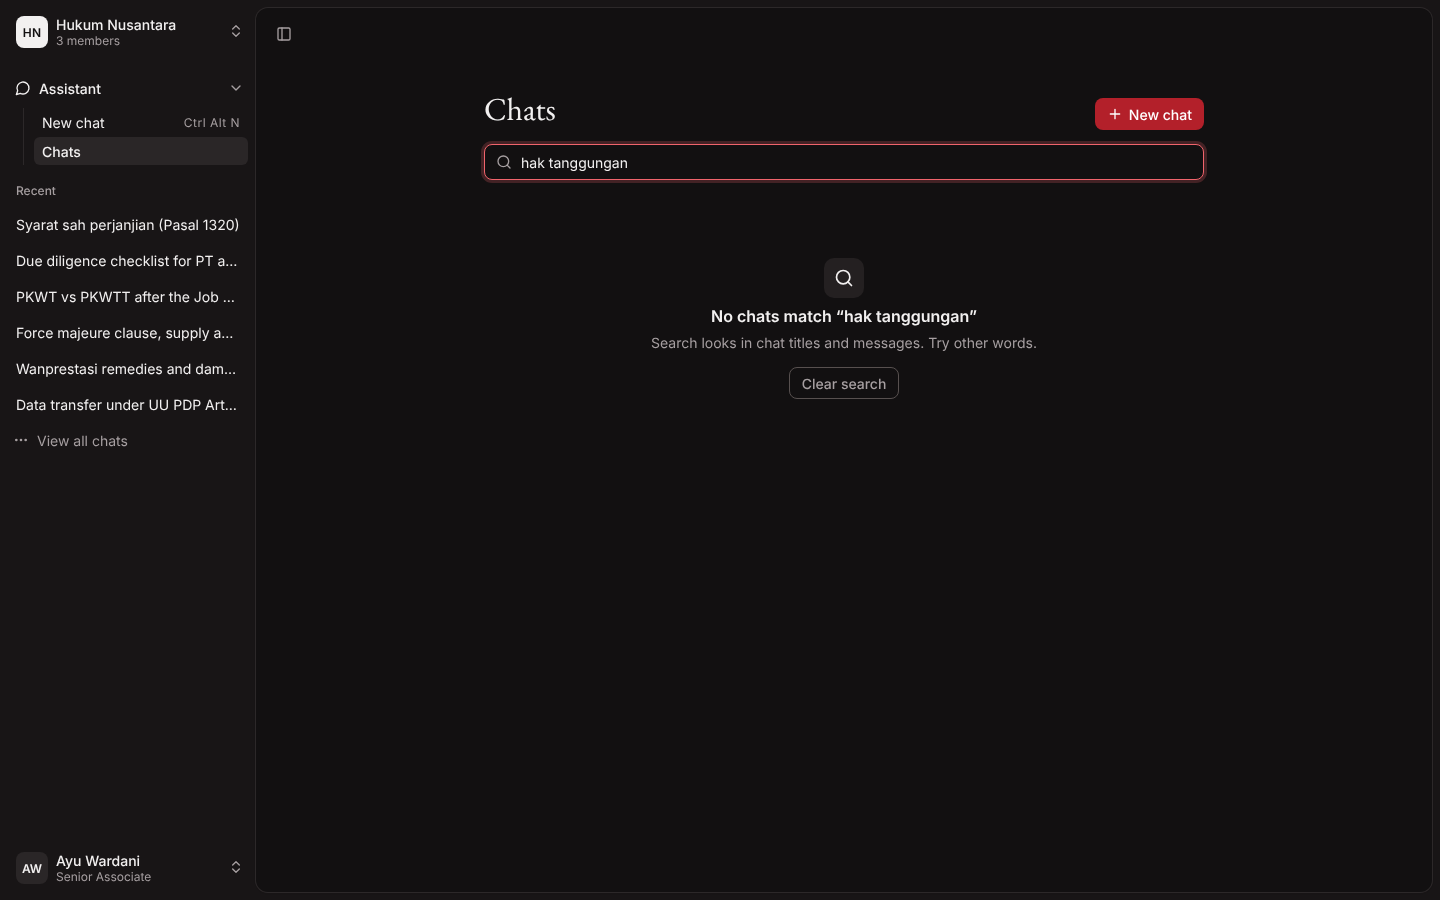 HN
Hukum Nusantara
3 members
Assistant
New chat
Ctrl Alt N
Chats
Recent
Syarat sah perjanjian (Pasal 1320)
Due diligence checklist for PT a...
PKWT vs PKWTT after the Job ...
Force majeure clause, supply a...
Wanprestasi remedies and dam...
Data transfer under UU PDP Art...
View all chats
AW
Ayu Wardani
Senior Associate
Chats
New chat
hak tanggungan
No chats match “hak tanggungan”
Search looks in chat titles and messages. Try other words.
Clear search